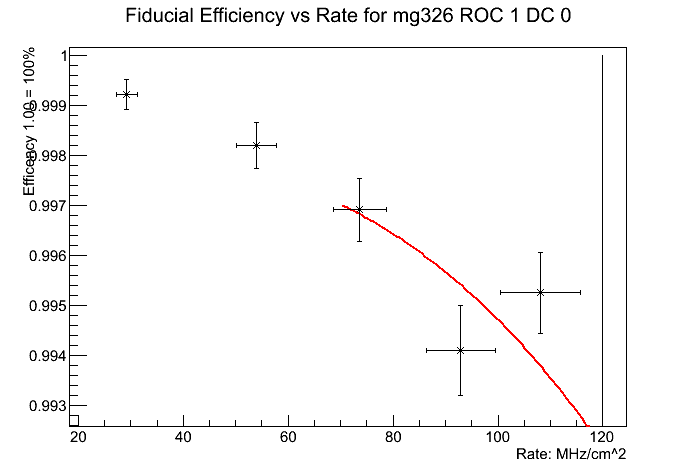 Fiducial Efficiency vs Rate for mg326 ROC 1 DC 0
Efficency 1.00 = 100%
1
0.999
0.998
0.997
0.996
0.995
0.994
0.993
20 40 60 80 100 120
Rate: MHz/cm^2